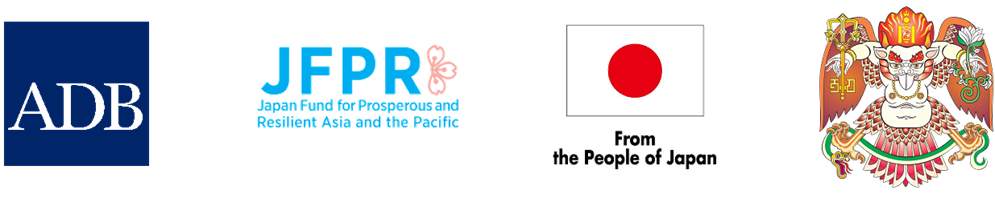 ADB
JFPR
Japan Fund for Prosperous and
Resilient Asia and the Pacific
From
the People of Japan